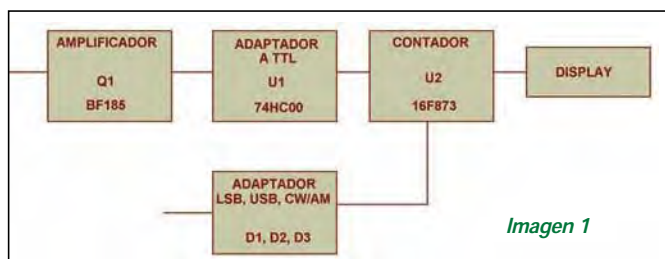 AMPLIFICADOR
Q1
BF185
ADAPTADOR
A TTL
U1
74HC00
CONTADOR
U2
16F873
DISPLAY
ADAPTADOR
LSB, USB, CW/AM
D1, D2, D3
Imagen 1